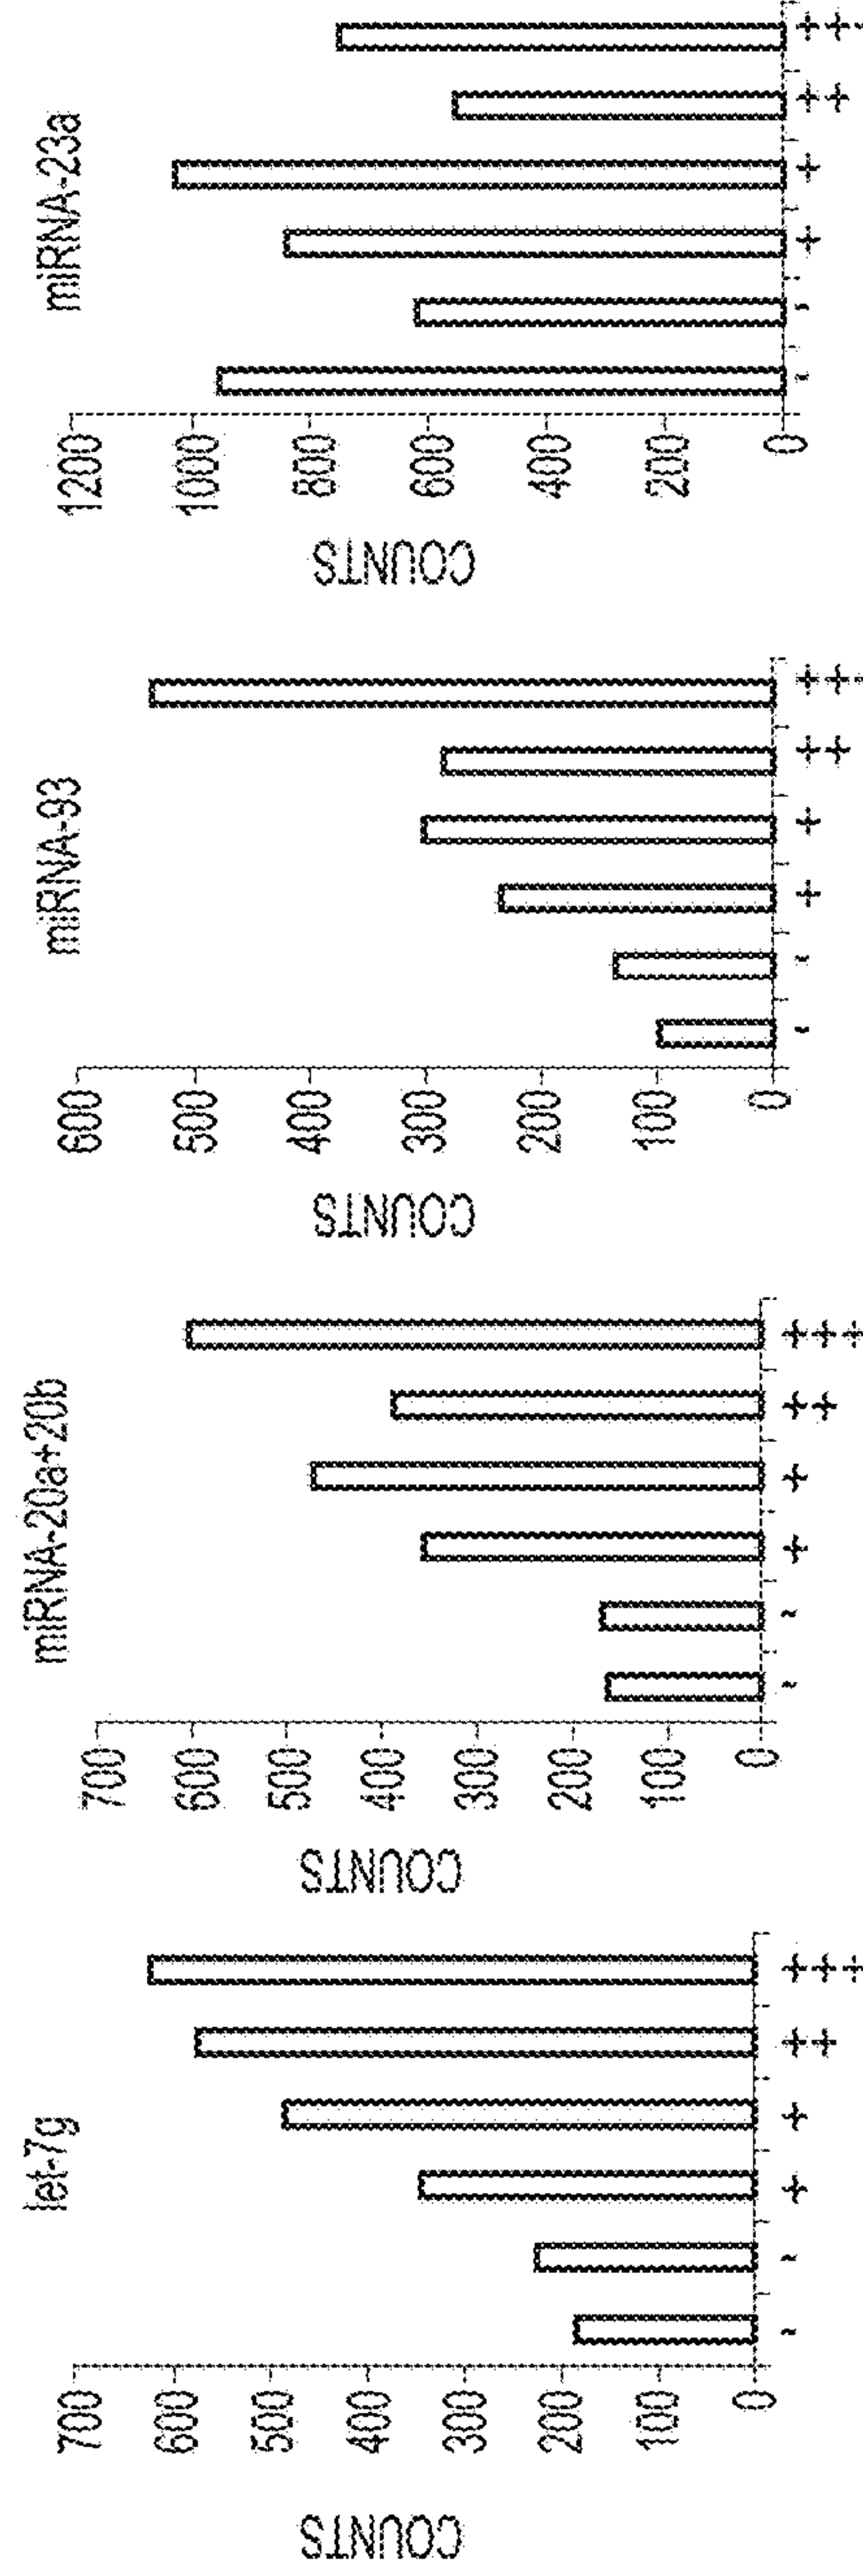 let-7g
COUNTS
700
600
500
400
300
200
100
0
- - + + ++ +++
miRNA-20a+20b
COUNTS
700
600
500
400
300
200
100
0
- - + + ++ +++
miRNA-93
COUNTS
600
500
400
300
200
100
0
- - + + ++ +++
miRNA-23a
COUNTS
1200
1000
800
600
400
200
0
- - + + ++ +++